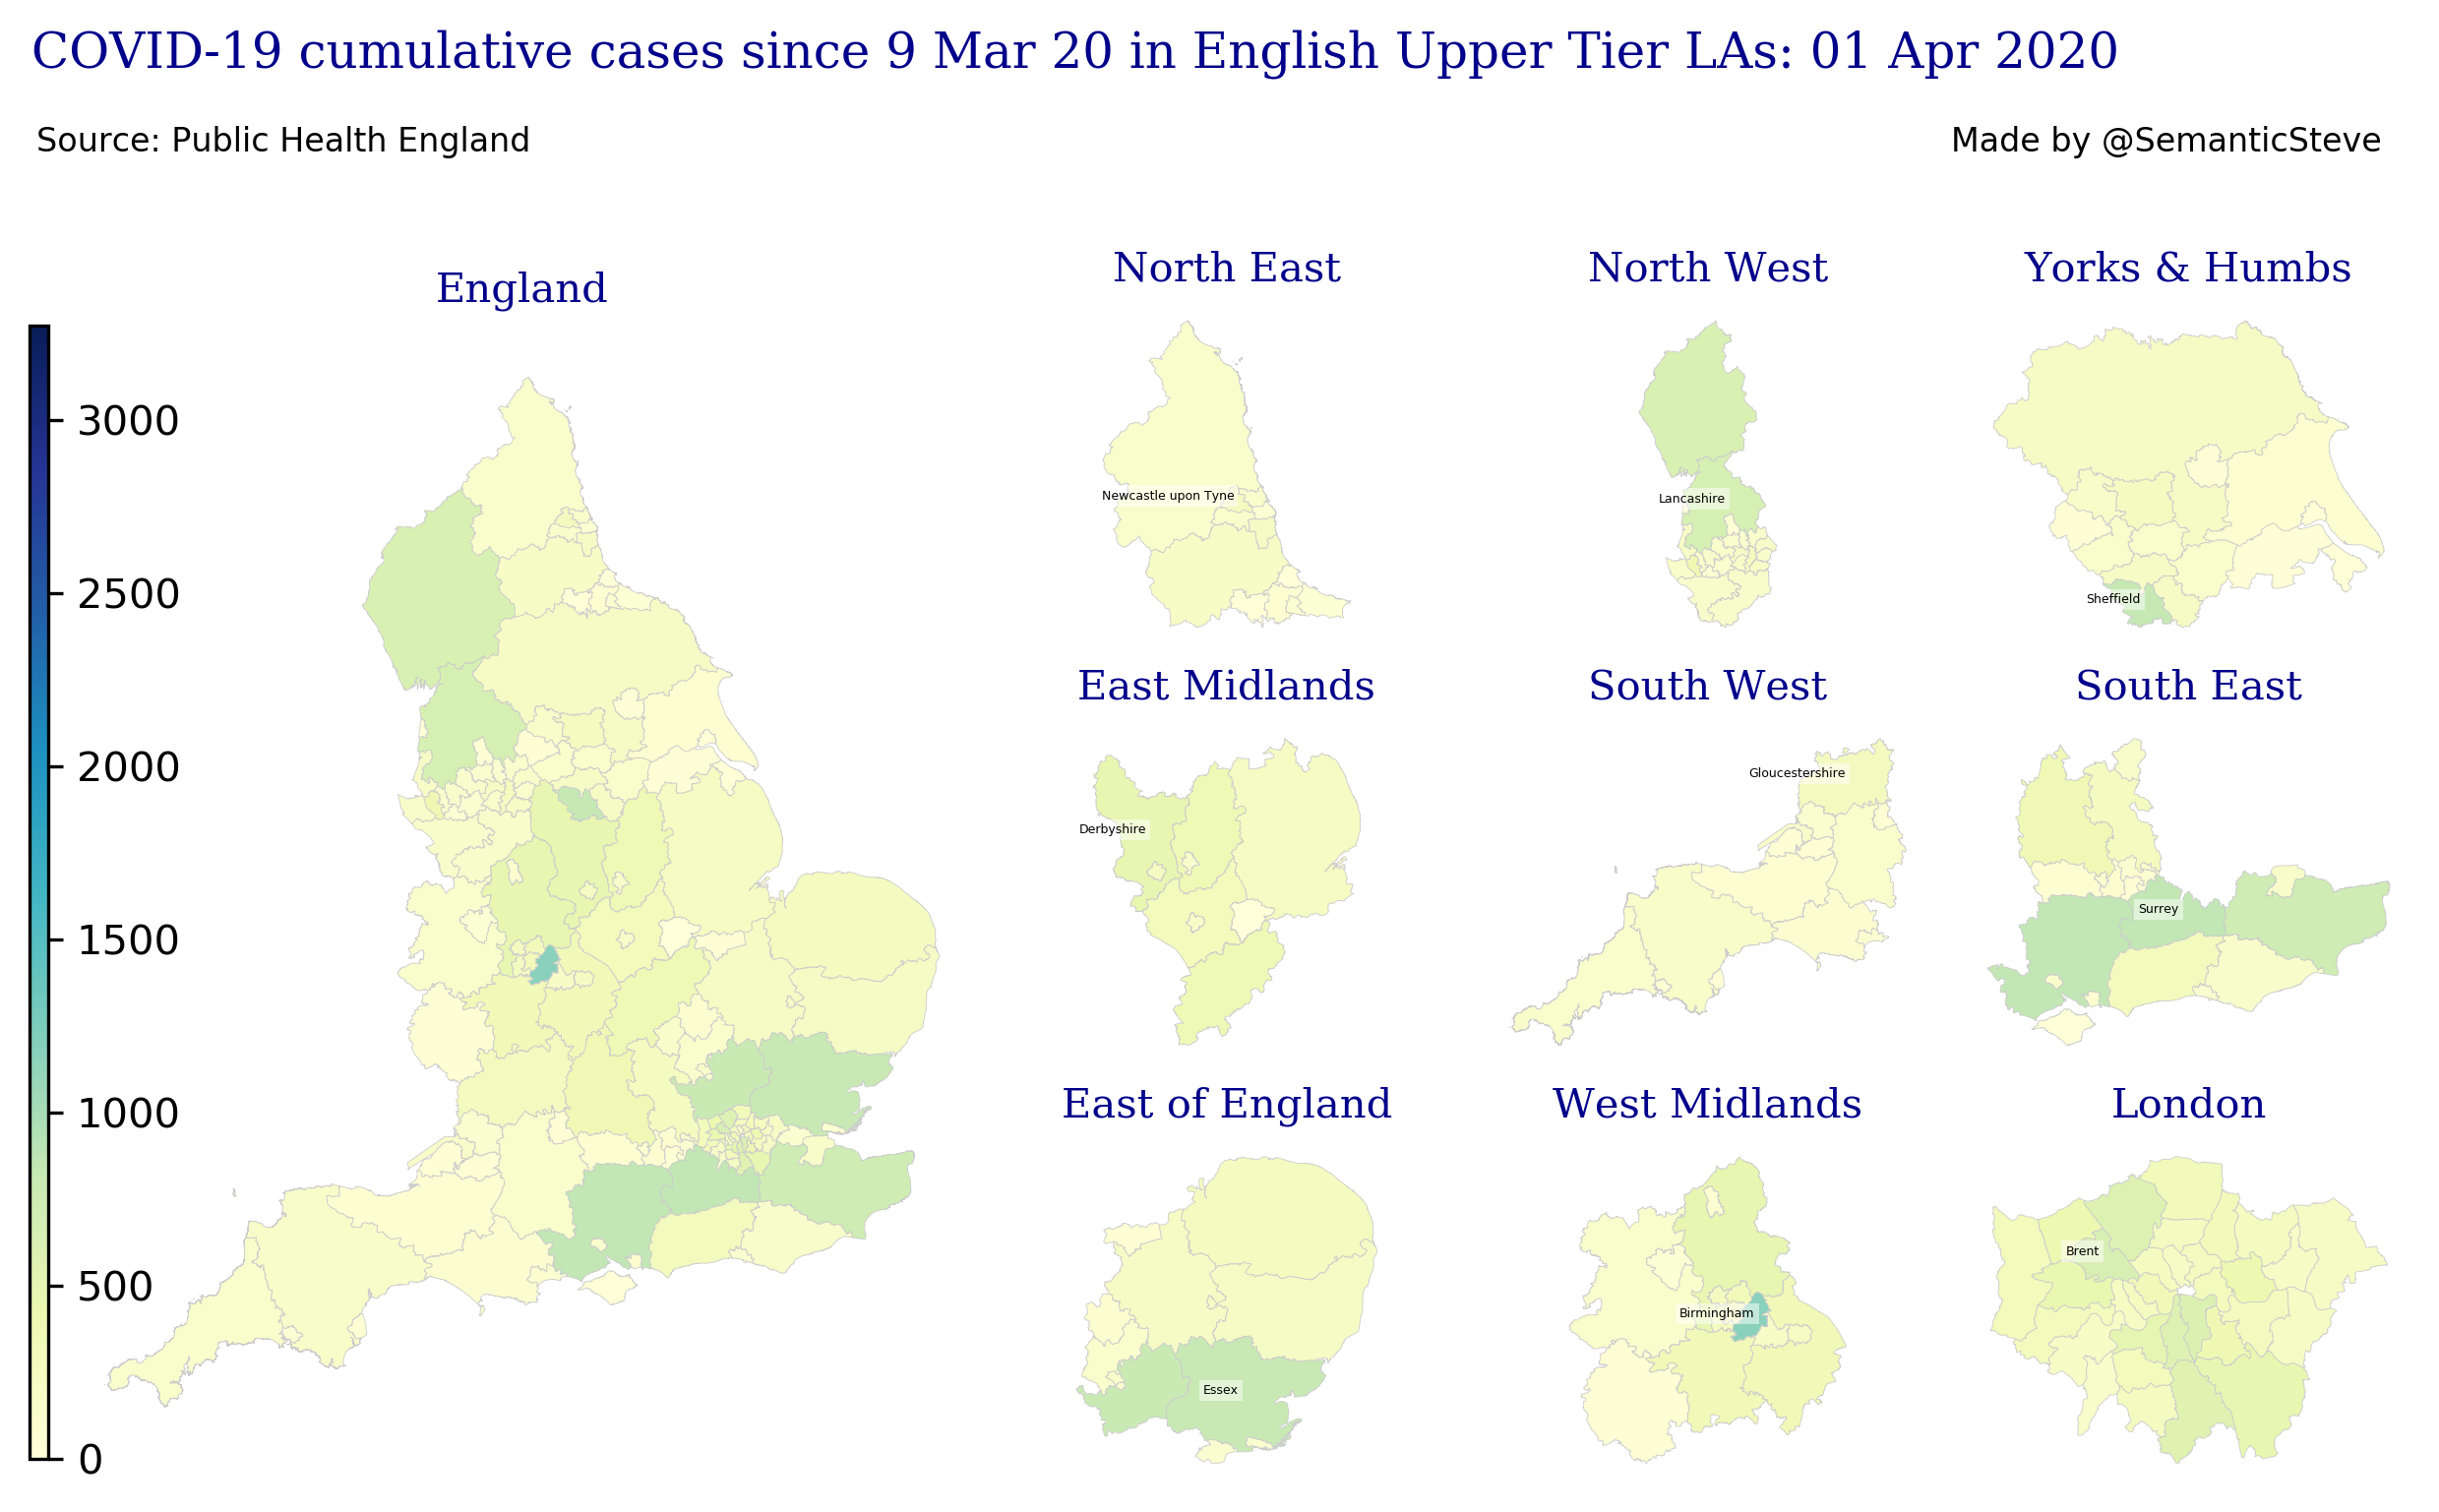 COVID-19 cumulative cases since 9 Mar 20 in English Upper Tier LAs: 01 Apr 2020
Source: Public Health England
Made by @SemanticSteve
England
3000
2500
2000
1500
1000
500
0
North East
Newcastle upon Tyne
North West
Lancashire
Yorks & Humbs
Sheffield
East Midlands
Derbyshire
South West
Gloucestershire
South East
Surrey
East of England
Essex
West Midlands
Birmingham
London
Brent